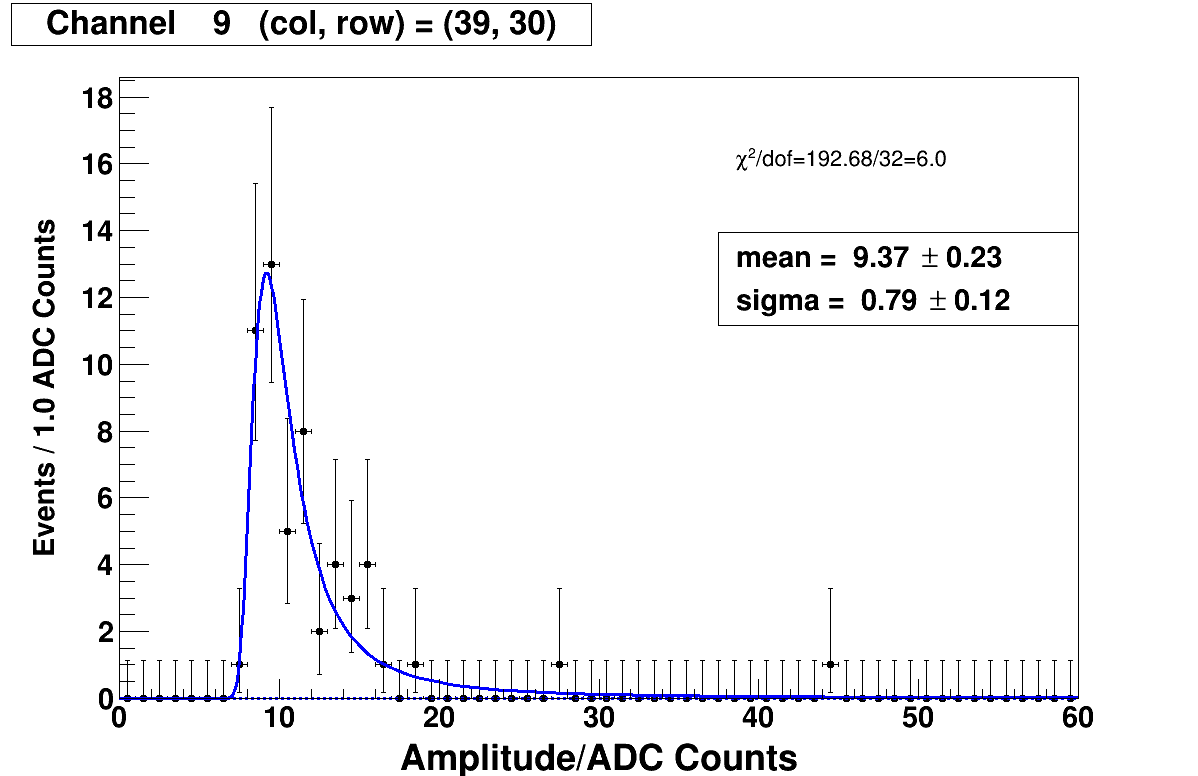 Channel 9 (col, row) = (39, 30)
18
16
14
12
10
8
6
4
2
0
Events / 1.0 ADC Counts
χ²/dof=192.68/32=6.0
mean = 9.37 ± 0.23
sigma = 0.79 ± 0.12
0 10 20 30 40 50 60
Amplitude/ADC Counts